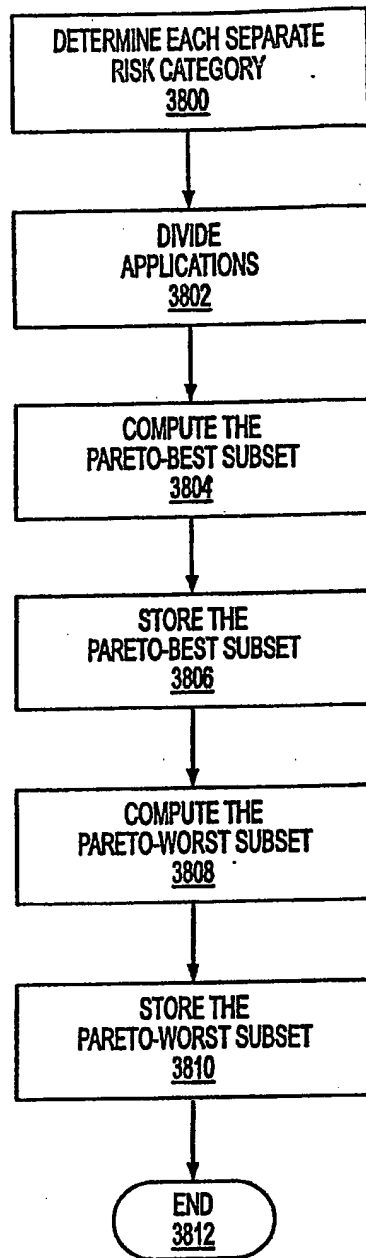 DETERMINE EACH SEPARATE
RISK CATEGORY
3800
DIVIDE
APPLICATIONS
3802
COMPUTE THE
PARETO-BEST SUBSET
3804
STORE THE
PARETO-BEST SUBSET
3806
COMPUTE THE
PARETO-WORST SUBSET
3808
STORE THE
PARETO-WORST SUBSET
3810
END
3812